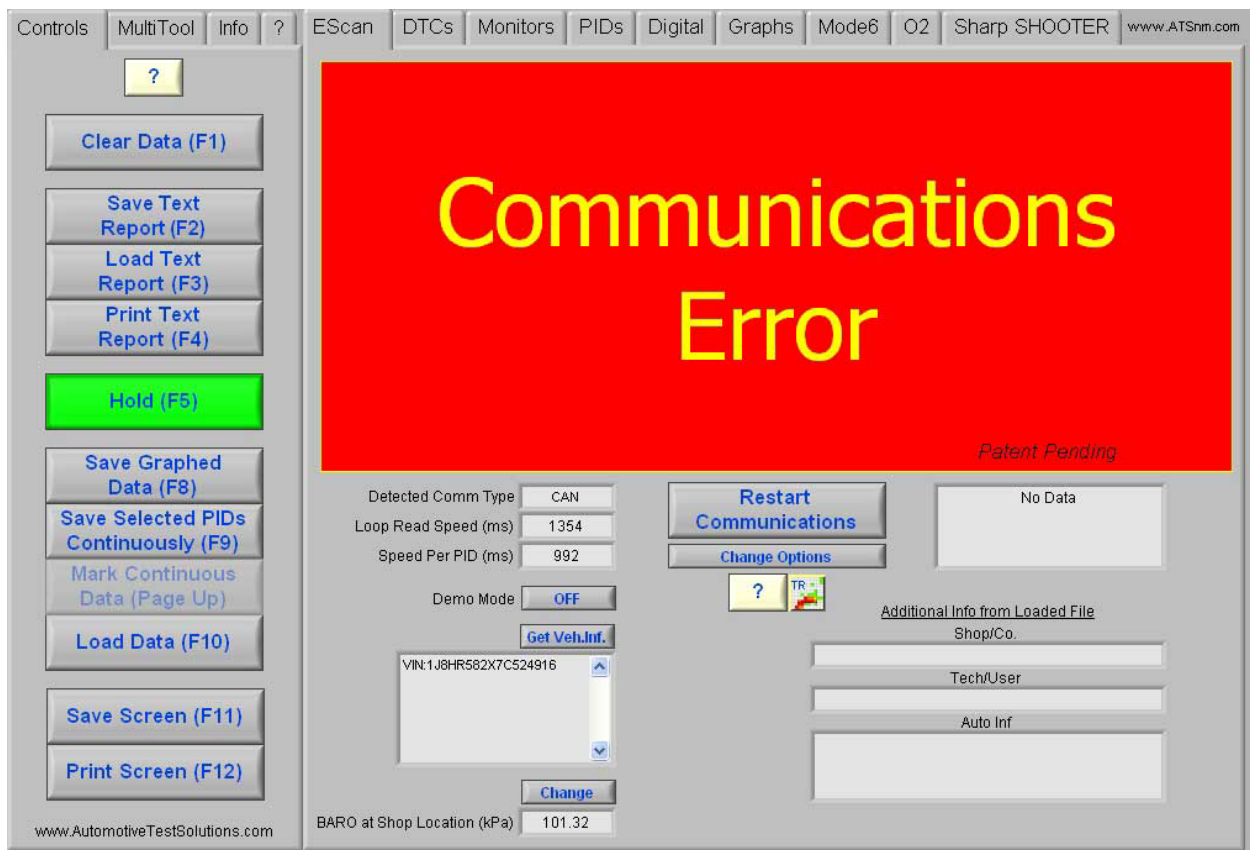 Controls
MultiTool
Info
?
EScan
DTCs
Monitors
PIDs
Digital
Graphs
Mode6
O2
Sharp SHOOTER
www.ATSnm.com
?
Clear Data (F1)
Save Text
Report (F2)
Load Text
Report (F3)
Print Text
Report (F4)
Hold (F5)
Save Graphed
Data (F8)
Save Selected PIDs
Continuously (F9)
Mark Continuous
Data (Page Up)
Load Data (F10)
Save Screen (F11)
Print Screen (F12)
www.AutomotiveTestSolutions.com
Communications
Error
Patent Pending
Detected Comm Type CAN
Loop Read Speed (ms) 1354
Speed Per PID (ms) 992
Demo Mode OFF
Get Veh.Inf.
VIN:1J8HR582X7C524916
Change
BARO at Shop Location (kPa) 101.32
Restart
Communications
Change Options
?
TR
No Data
Additional Info from Loaded File
Shop/Co.
Tech/User
Auto Inf